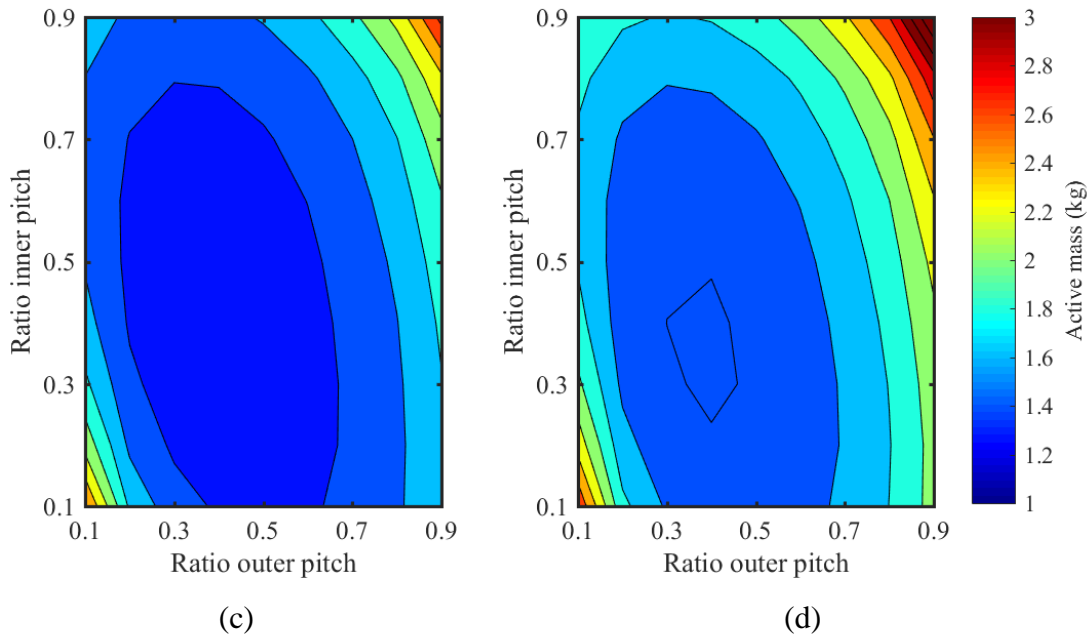 0.9
0.7
0.5
0.3
0.1
Ratio inner pitch
0.1 0.3 0.5 0.7 0.9
Ratio outer pitch
(c)
0.9
0.7
0.5
0.3
0.1
Ratio inner pitch
0.1 0.3 0.5 0.7 0.9
Ratio outer pitch
(d)
3
2.8
2.6
2.4
2.2
2
1.8
1.6
1.4
1.2
1
Active mass (kg)